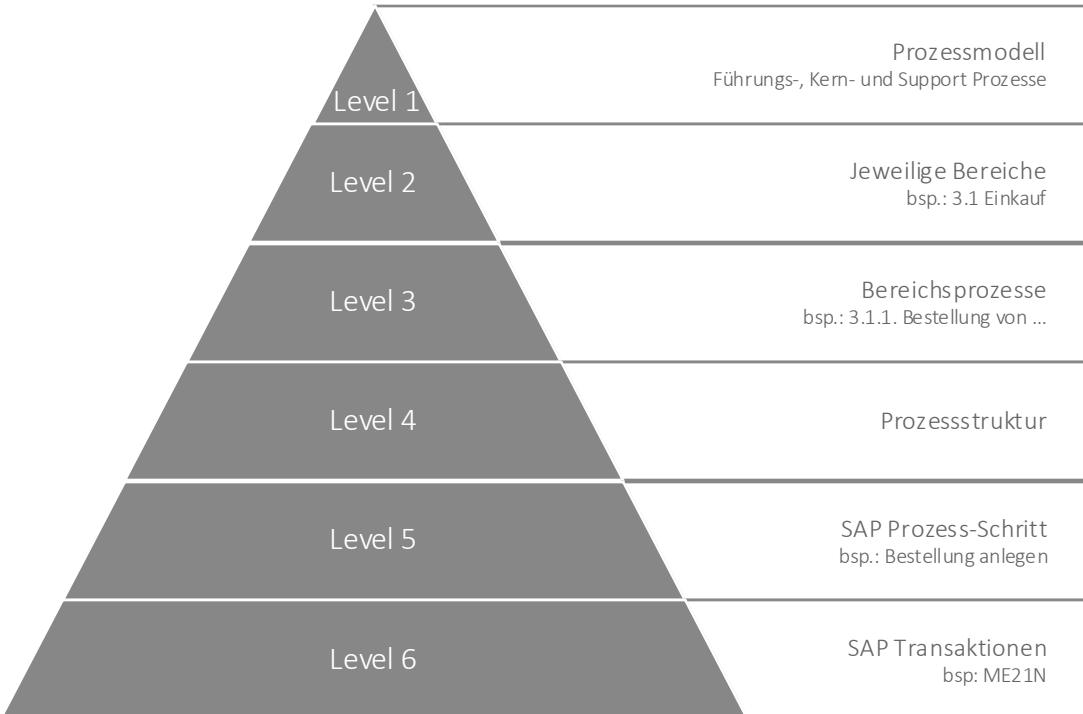 Prozessmodell
Führungs-, Kern- und Support Prozesse
Level 1
Level 2
Jeweilige Bereiche
bsp.: 3.1 Einkauf
Level 3
Bereichsprozesse
bsp.: 3.1.1. Bestellung von ...
Level 4
Prozessstruktur
Level 5
SAP Prozess-Schritt
bsp.: Bestellung anlegen
Level 6
SAP Transaktionen
bsp: ME21N